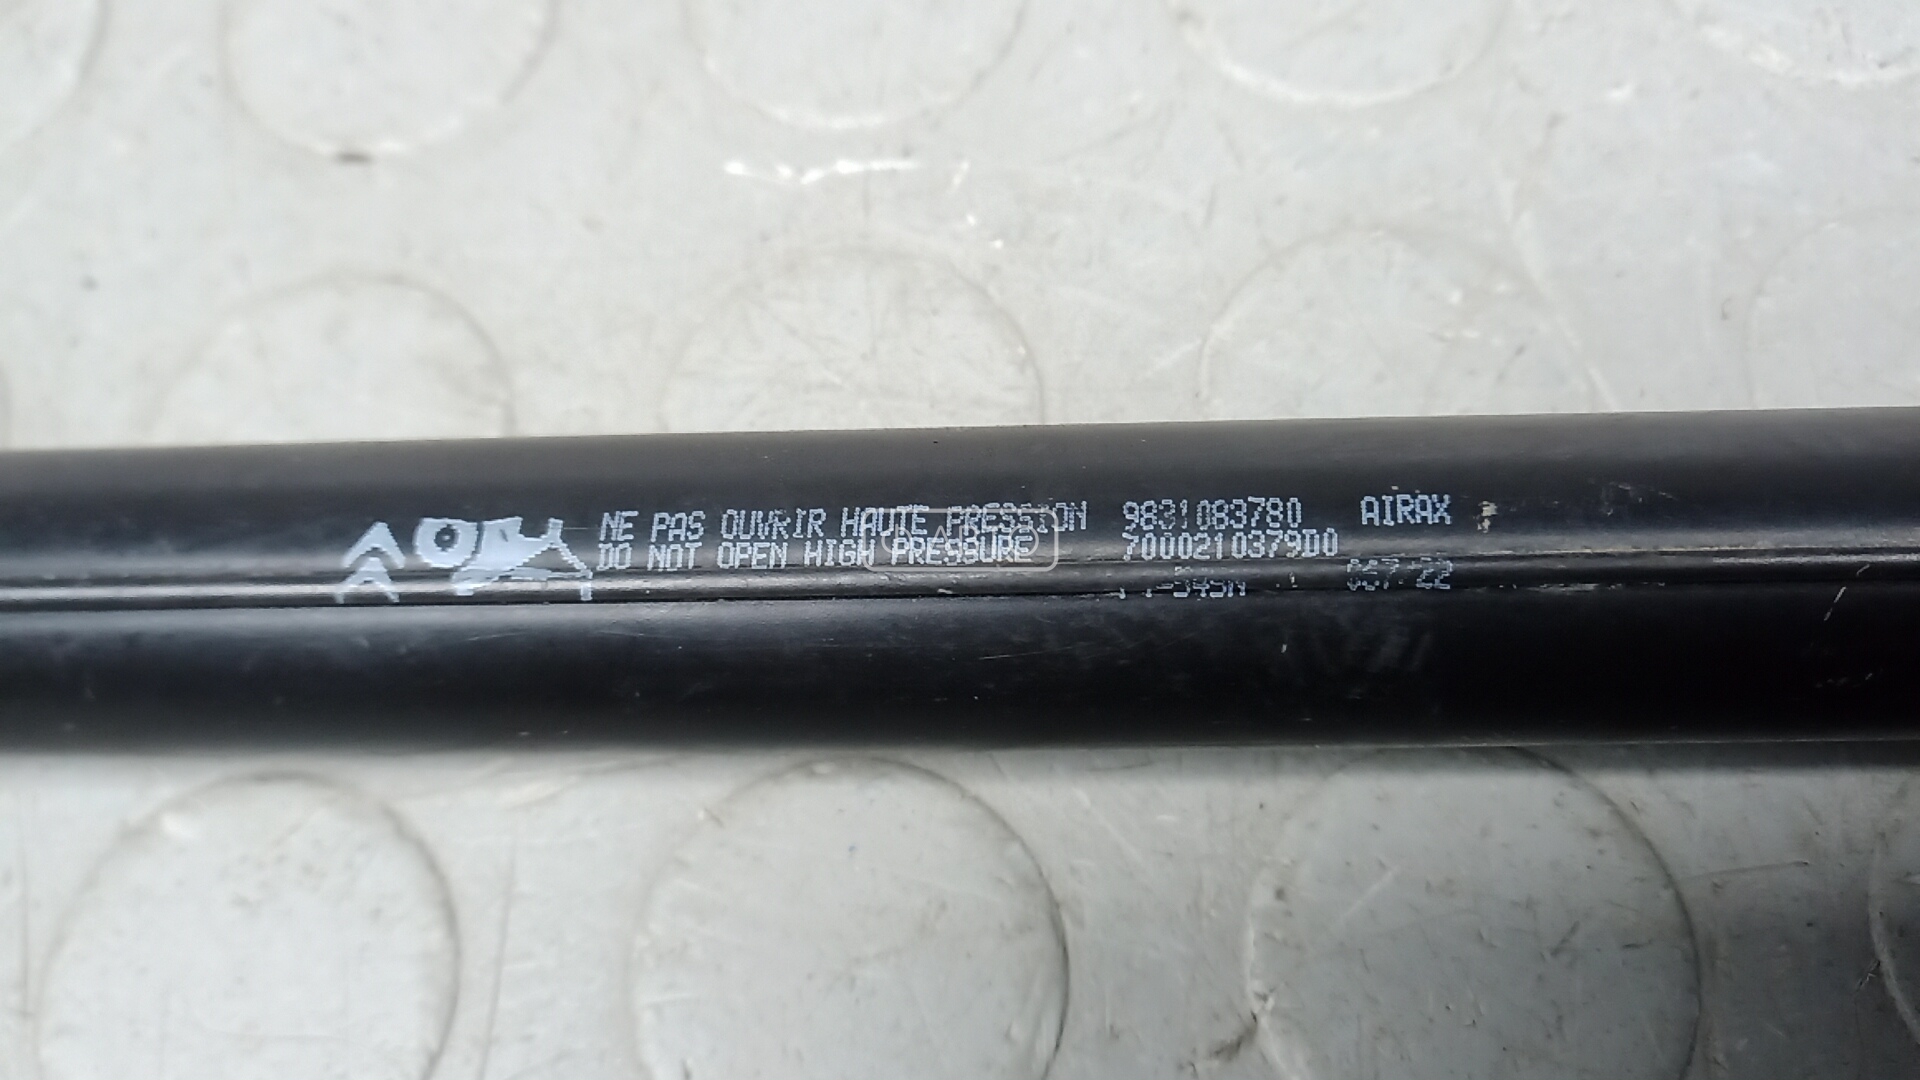 NE PAS OUVRIR HAUTE PRESSION 9831083780 AIRAX
DO NOT OPEN HIGH PRESSURE 7000210379D0